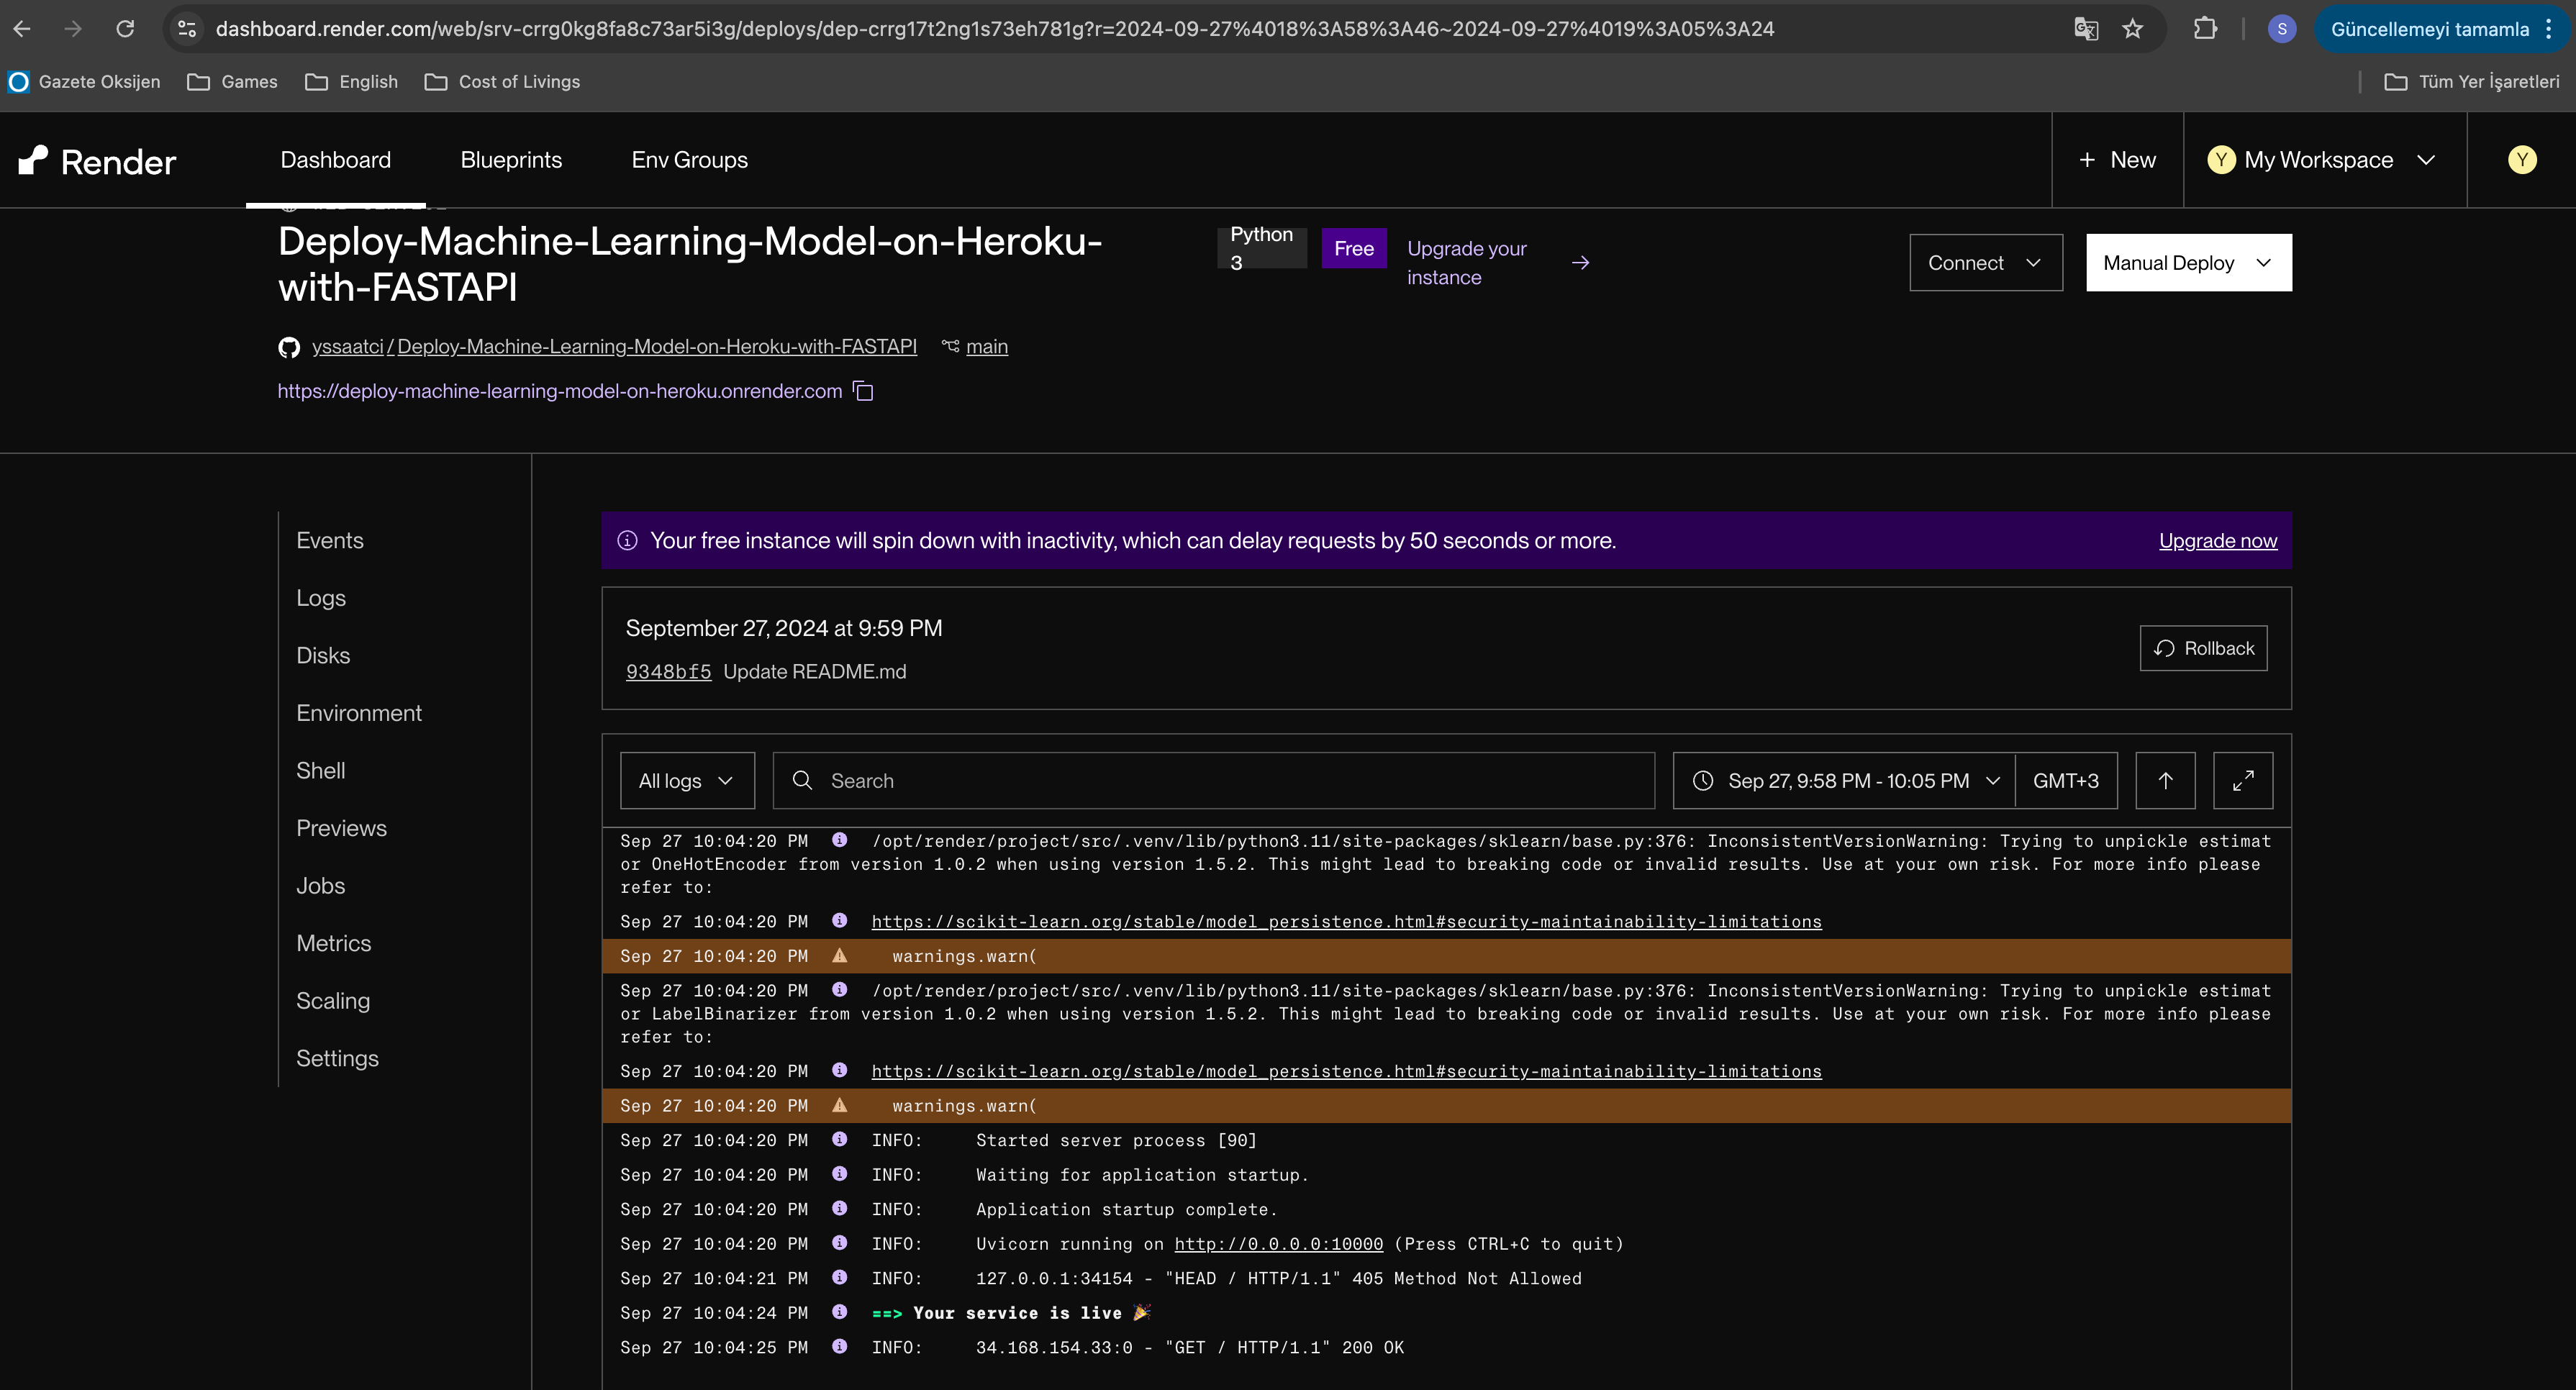 dashboard.render.com/web/srv-crrg0kg8fa8c73ar5i3g/deploys/dep-crrg17t2ng1s73eh781g?r=2024-09-27%4018%3A58%3A46~2024-09-27%4019%3A05%3A24
S
Güncellemeyi tamamla
Gazete Oksijen
Games
English
Cost of Livings
Tüm Yer İşaretleri
Render
Dashboard
Blueprints
Env Groups
+ New
Y My Workspace
Y
Deploy-Machine-Learning-Model-on-Heroku-
with-FASTAPI
Python
3
Free
Upgrade your
instance
Connect
Manual Deploy
yssaatci / Deploy-Machine-Learning-Model-on-Heroku-with-FASTAPI
main
https://deploy-machine-learning-model-on-heroku.onrender.com
Events
Logs
Disks
Environment
Shell
Previews
Jobs
Metrics
Scaling
Settings
Your free instance will spin down with inactivity, which can delay requests by 50 seconds or more.
Upgrade now
September 27, 2024 at 9:59 PM
9348bf5 Update README.md
Rollback
All logs
Search
Sep 27, 9:58 PM - 10:05 PM
GMT+3
Sep 27 10:04:20 PM /opt/render/project/src/.venv/lib/python3.11/site-packages/sklearn/base.py:376: InconsistentVersionWarning: Trying to unpickle estimat
or OneHotEncoder from version 1.0.2 when using version 1.5.2. This might lead to breaking code or invalid results. Use at your own risk. For more info please
refer to:
Sep 27 10:04:20 PM https://scikit-learn.org/stable/model_persistence.html#security-maintainability-limitations
Sep 27 10:04:20 PM warnings.warn(
Sep 27 10:04:20 PM /opt/render/project/src/.venv/lib/python3.11/site-packages/sklearn/base.py:376: InconsistentVersionWarning: Trying to unpickle estimat
or LabelBinarizer from version 1.0.2 when using version 1.5.2. This might lead to breaking code or invalid results. Use at your own risk. For more info please
refer to:
Sep 27 10:04:20 PM https://scikit-learn.org/stable/model_persistence.html#security-maintainability-limitations
Sep 27 10:04:20 PM warnings.warn(
Sep 27 10:04:20 PM INFO: Started server process [90]
Sep 27 10:04:20 PM INFO: Waiting for application startup.
Sep 27 10:04:20 PM INFO: Application startup complete.
Sep 27 10:04:20 PM INFO: Uvicorn running on http://0.0.0.0:10000 (Press CTRL+C to quit)
Sep 27 10:04:21 PM INFO: 127.0.0.1:34154 - "HEAD / HTTP/1.1" 405 Method Not Allowed
Sep 27 10:04:24 PM ==> Your service is live 🎉
Sep 27 10:04:25 PM INFO: 34.168.154.33:0 - "GET / HTTP/1.1" 200 OK